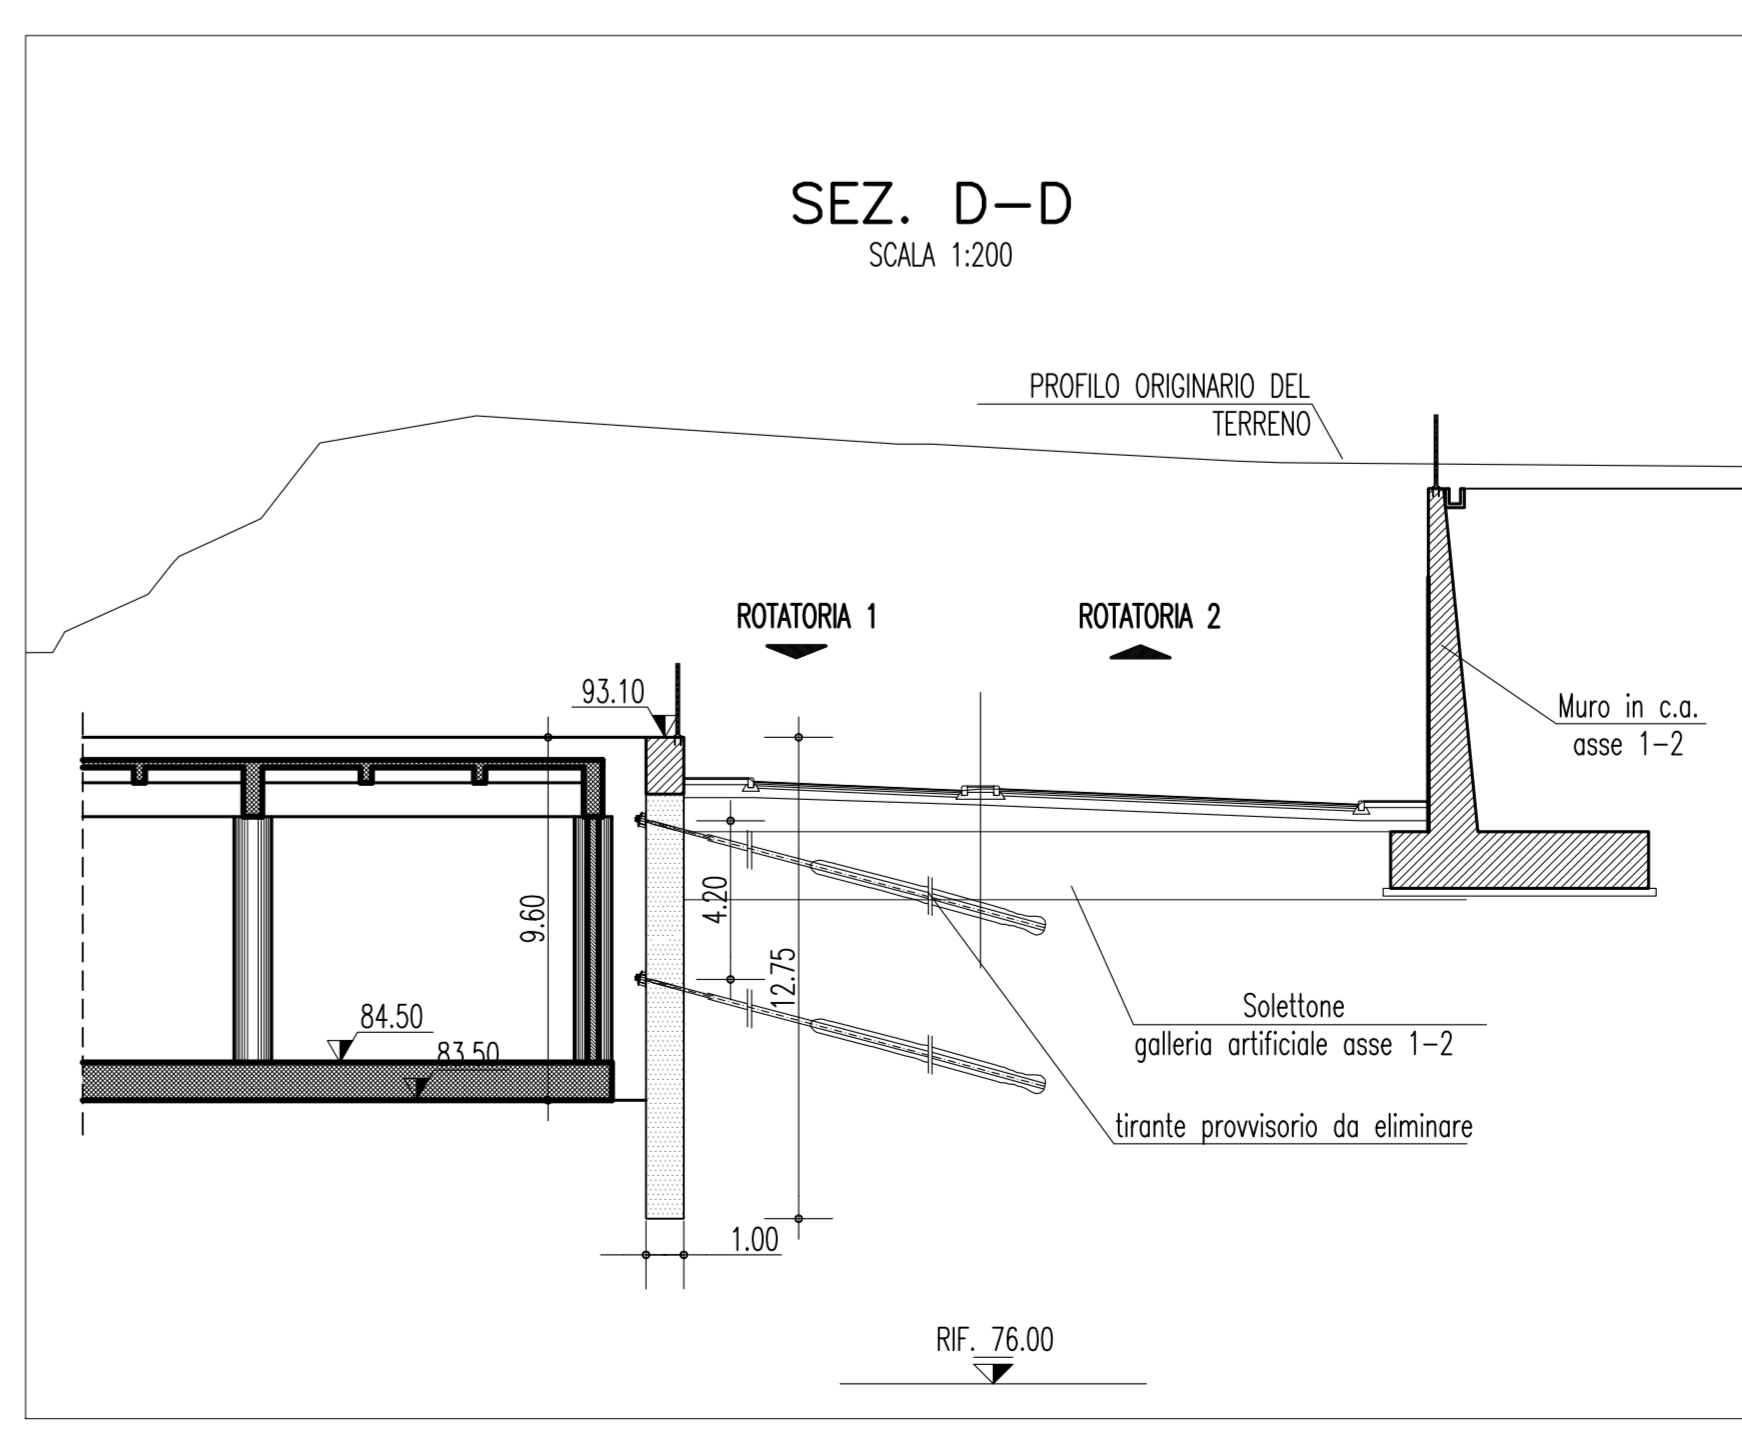 SEZ. D-D
SCALA 1:200
PROFILO ORIGINARIO DEL
TERRENO
ROTATORIA 1
ROTATORIA 2
93.10
Muro in c.a.
asse 1-2
9.60
4.20
12.75
84.50
83.50
Solettone
galleria artificiale asse 1-2
tirante provvisorio da eliminare
1.00
RIF. 76.00